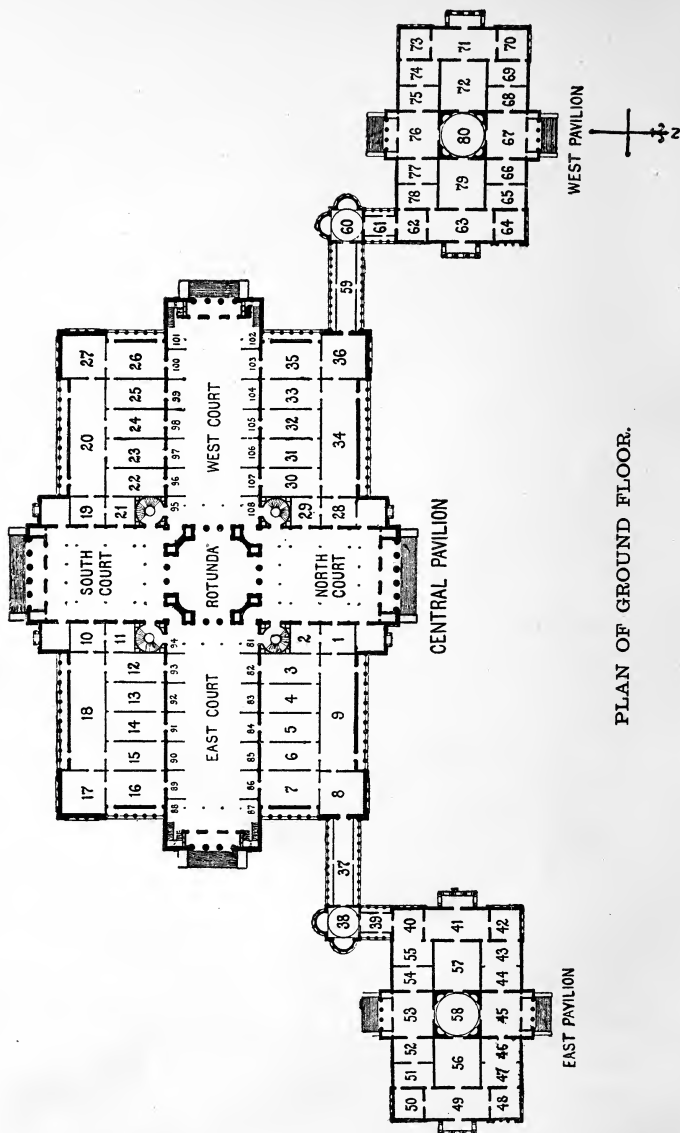 17 18 10 SOUTH COURT 19 20 27
16 15 14 13 12 11 21 22 23 24 25 26
88 89 90 91 92 93 94 95 96 97 98 99 100 101
EAST COURT ROTUNDA WEST COURT
87 86 85 84 83 82 81 108 107 106 105 104 103 102
7 6 5 4 3 2 NORTH COURT 29 30 31 32 33 35
8 9 1 28 34 36
37 59
38 60
39 61
CENTRAL PAVILION
50 51 52 53 54 55 40
49 56 58 57 41
48 47 46 45 44 43 42
EAST PAVILION
62 78 77 76 75 74 73
63 79 80 72 71
64 65 66 67 68 69 70
WEST PAVILION
N
PLAN OF GROUND FLOOR.